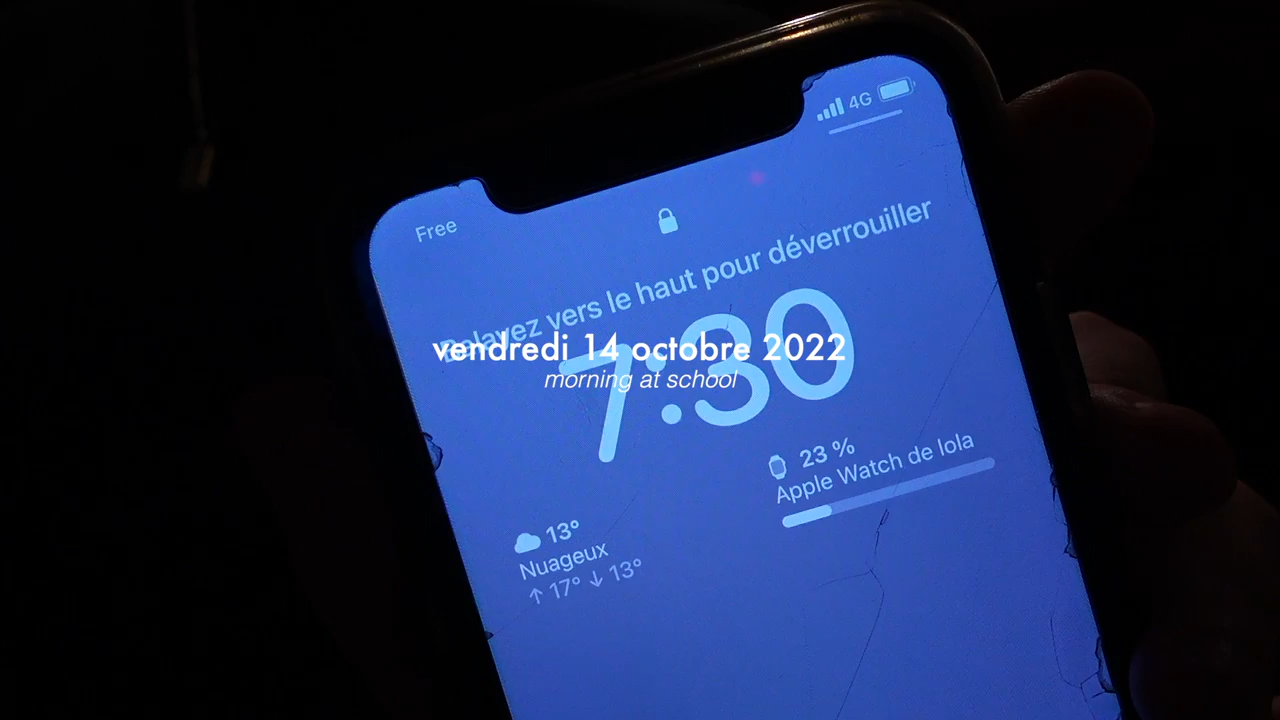 4G
Free
Balayez vers le haut pour déverrouiller
7:30
vendredi 14 octobre 2022
morning at school
23 %
Apple Watch de lola
13°
Nuageux
↑ 17° ↓ 13°